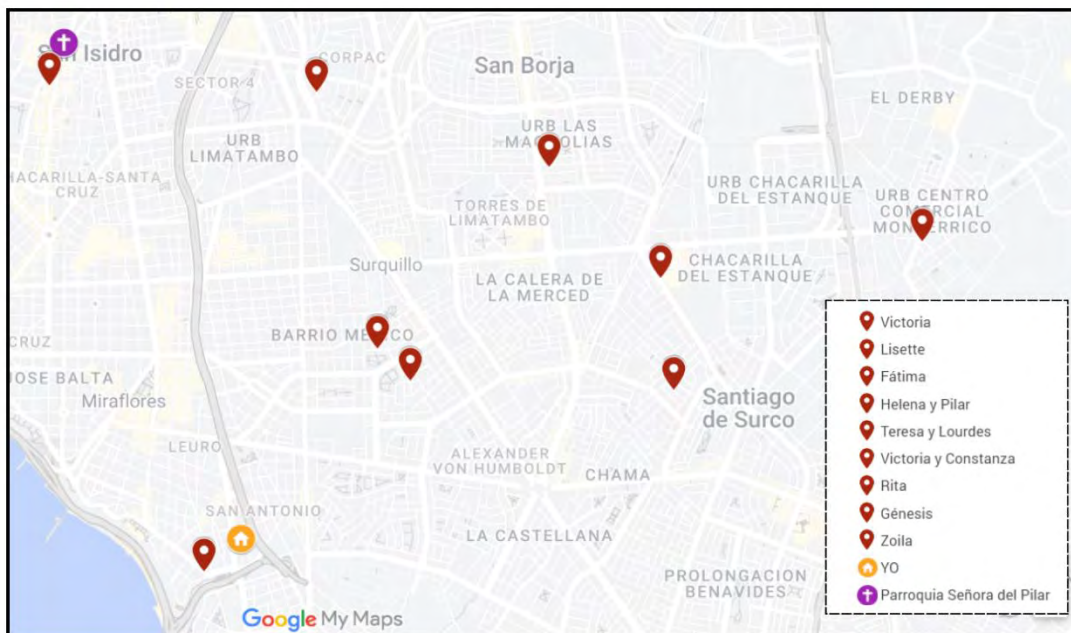 San Isidro
CORPAC
San Borja
SECTOR 4
EL DERBY
URB LAS
MAGNOLIAS
URB
LIMATAMBO
CHACARILLA-SANTA
CRUZ
URB CHACARILLA
DEL ESTANQUE
URB CENTRO
COMERCIAL
MONTERRICO
TORRES DE
LIMATAMBO
Surquillo
CHACARILLA
DEL ESTANQUE
LA CALERA DE
LA MERCED
BARRIO MEXICO
CRUZ
JOSE BALTA
Miraflores
Santiago
de Surco
LEURO
ALEXANDER
VON HUMBOLDT
CHAMA
SAN ANTONIO
LA CASTELLANA
PROLONGACION
BENAVIDES
Google My Maps
Victoria
Lisette
Fátima
Helena y Pilar
Teresa y Lourdes
Victoria y Constanza
Rita
Génesis
Zoila
YO
Parroquia Señora del Pilar